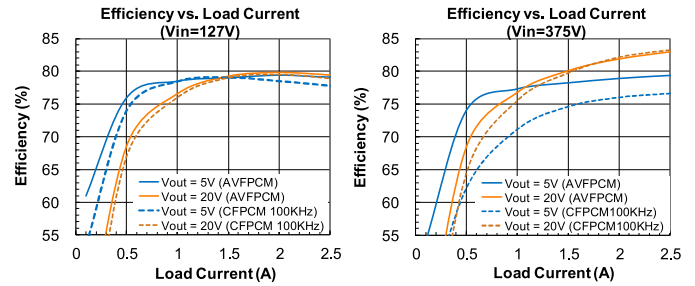 Efficiency vs. Load Current
(Vin=127V)
85
80
75
70
65
60
55
Efficiency (%)
Vout = 5V (AVFPCM)
Vout = 20V (AVFPCM)
Vout = 5V (CFPCM 100KHz)
Vout = 20V (CFPCM 100KHz)
0 0.5 1 1.5 2 2.5
Load Current (A)
Efficiency vs. Load Current
(Vin=375V)
85
80
75
70
65
60
55
Efficiency (%)
Vout = 5V (AVFPCM)
Vout = 20V (AVFPCM)
Vout = 5V (CFPCM100KHz)
Vout = 20V (CFPCM100KHz)
0 0.5 1 1.5 2 2.5
Load Current (A)